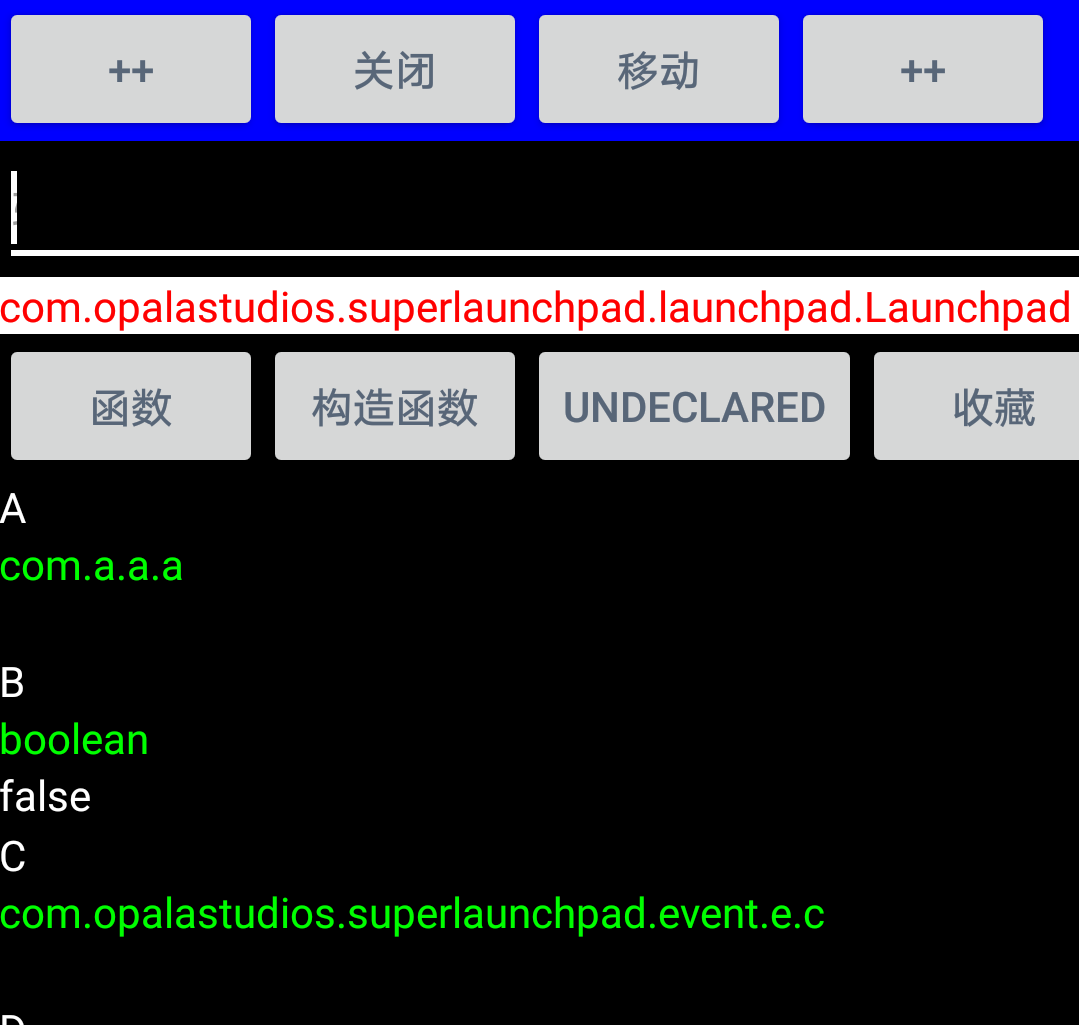 ++ 关闭 移动 ++
com.opalastudios.superlaunchpad.launchpad.Launchpad
函数 构造函数 UNDECLARED 收藏
A
com.a.a.a
B
boolean
false
C
com.opalastudios.superlaunchpad.event.e.c